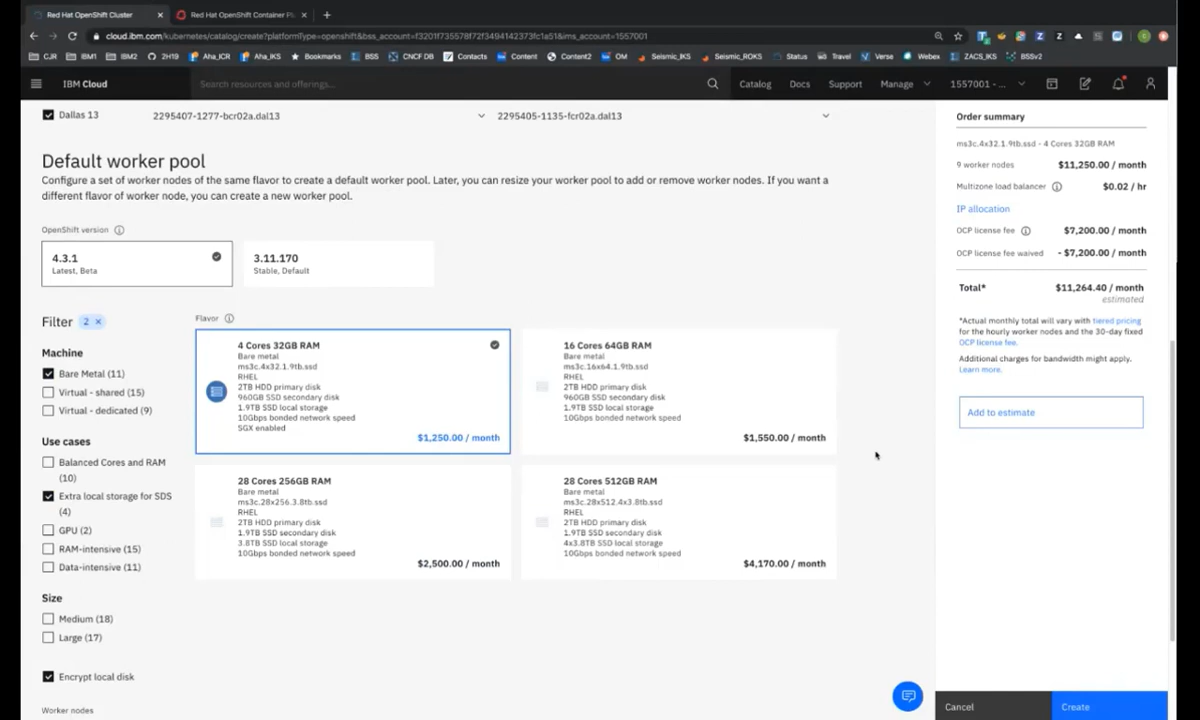 Red Hat OpenShift Cluster
Red Hat OpenShift Container Pl
cloud.ibm.com/kubernetes/catalog/create?platformType=openshift&bss_account=f3201f735578f72f3494142373fc1a51&ims_account=1557001
CJR IBM1 IBM2 2H19 Aha_ICR Aha_IKS Bookmarks BSS CNCF DB Contacts Content Content2 OM Seismic_IKS Seismic_ROKS Status Travel Verse Webex ZACS_IKS BSSv2
IBM Cloud Search resources and offerings... Catalog Docs Support Manage 1557001 - ...
Dallas 13 2295407-1277-bcr02a.dal13 2295405-1135-fcr02a.dal13
Default worker pool
Configure a set of worker nodes of the same flavor to create a default worker pool. Later, you can resize your worker pool to add or remove worker nodes. If you want a
different flavor of worker node, you can create a new worker pool.
OpenShift version
4.3.1
Latest, Beta
3.11.170
Stable, Default
Filter 2 ×
Machine
Bare Metal (11)
Virtual - shared (15)
Virtual - dedicated (9)
Use cases
Balanced Cores and RAM
(10)
Extra local storage for SDS
(4)
GPU (2)
RAM-intensive (15)
Data-intensive (11)
Size
Medium (18)
Large (17)
Encrypt local disk
Worker nodes
Flavor
4 Cores 32GB RAM
Bare metal
ms3c.4x32.1.9tb.ssd
RHEL
2TB HDD primary disk
960GB SSD secondary disk
1.9TB SSD local storage
10Gbps bonded network speed
SGX enabled
$1,250.00 / month
16 Cores 64GB RAM
Bare metal
ms3c.16x64.1.9tb.ssd
RHEL
2TB HDD primary disk
960GB SSD secondary disk
1.9TB SSD local storage
10Gbps bonded network speed
$1,550.00 / month
28 Cores 256GB RAM
Bare metal
ms3c.28x256.3.8tb.ssd
RHEL
2TB HDD primary disk
1.9TB SSD secondary disk
3.8TB SSD local storage
10Gbps bonded network speed
$2,500.00 / month
28 Cores 512GB RAM
Bare metal
ms3c.28x512.4x3.8tb.ssd
RHEL
2TB HDD primary disk
1.9TB SSD secondary disk
4x3.8TB SSD local storage
10Gbps bonded network speed
$4,170.00 / month
Order summary
ms3c.4x32.1.9tb.ssd - 4 Cores 32GB RAM
9 worker nodes $11,250.00 / month
Multizone load balancer $0.02 / hr
IP allocation
OCP license fee $7,200.00 / month
OCP license fee waived - $7,200.00 / month
Total* $11,264.40 / month
estimated
*Actual monthly total will vary with tiered pricing
for the hourly worker nodes and the 30-day fixed
OCP license fee.
Additional charges for bandwidth might apply.
Learn more.
Add to estimate
Cancel
Create